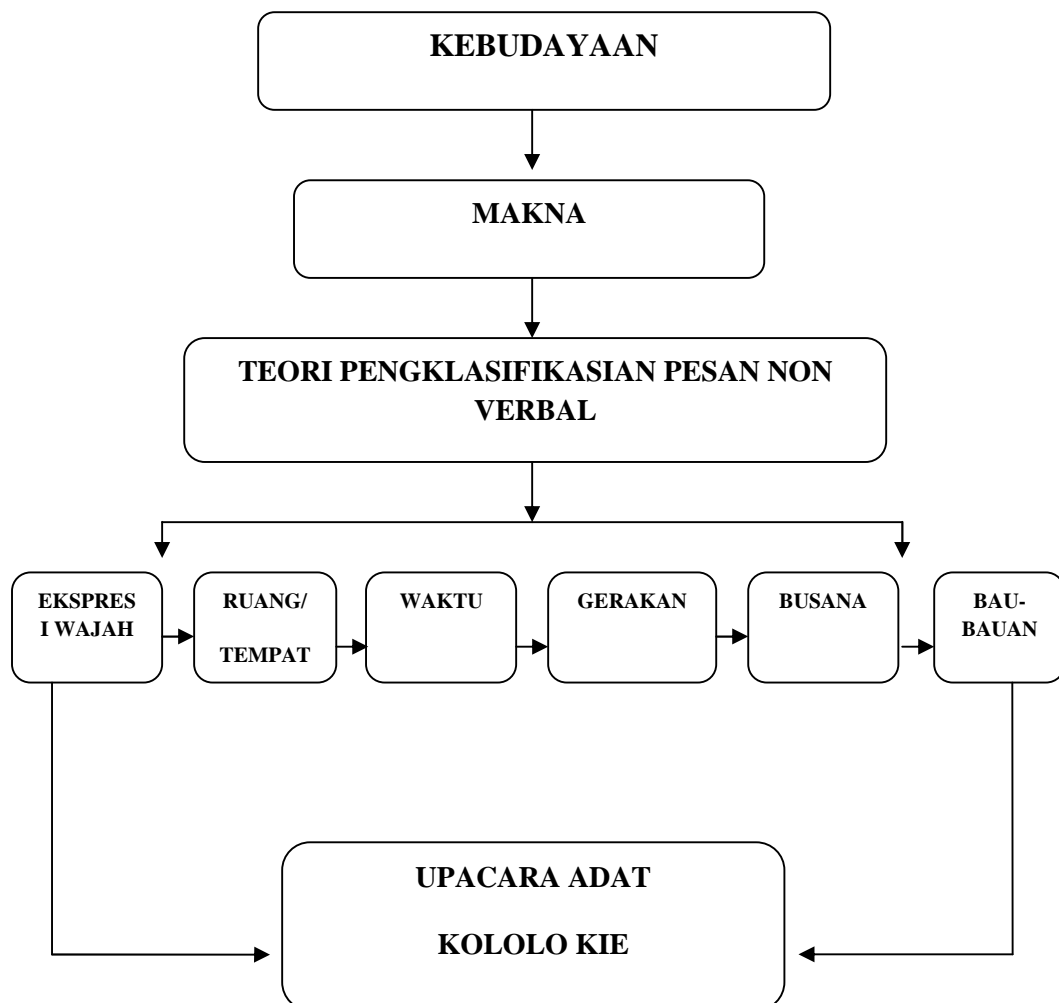 KEBUDAYAAN
MAKNA
TEORI PENGKLASIFIKASIAN PESAN NON
VERBAL
EKSPRES
I WAJAH
RUANG/
TEMPAT
WAKTU
GERAKAN
BUSANA
BAU-
BAUAN
UPACARA ADAT
KOLOLO KIE